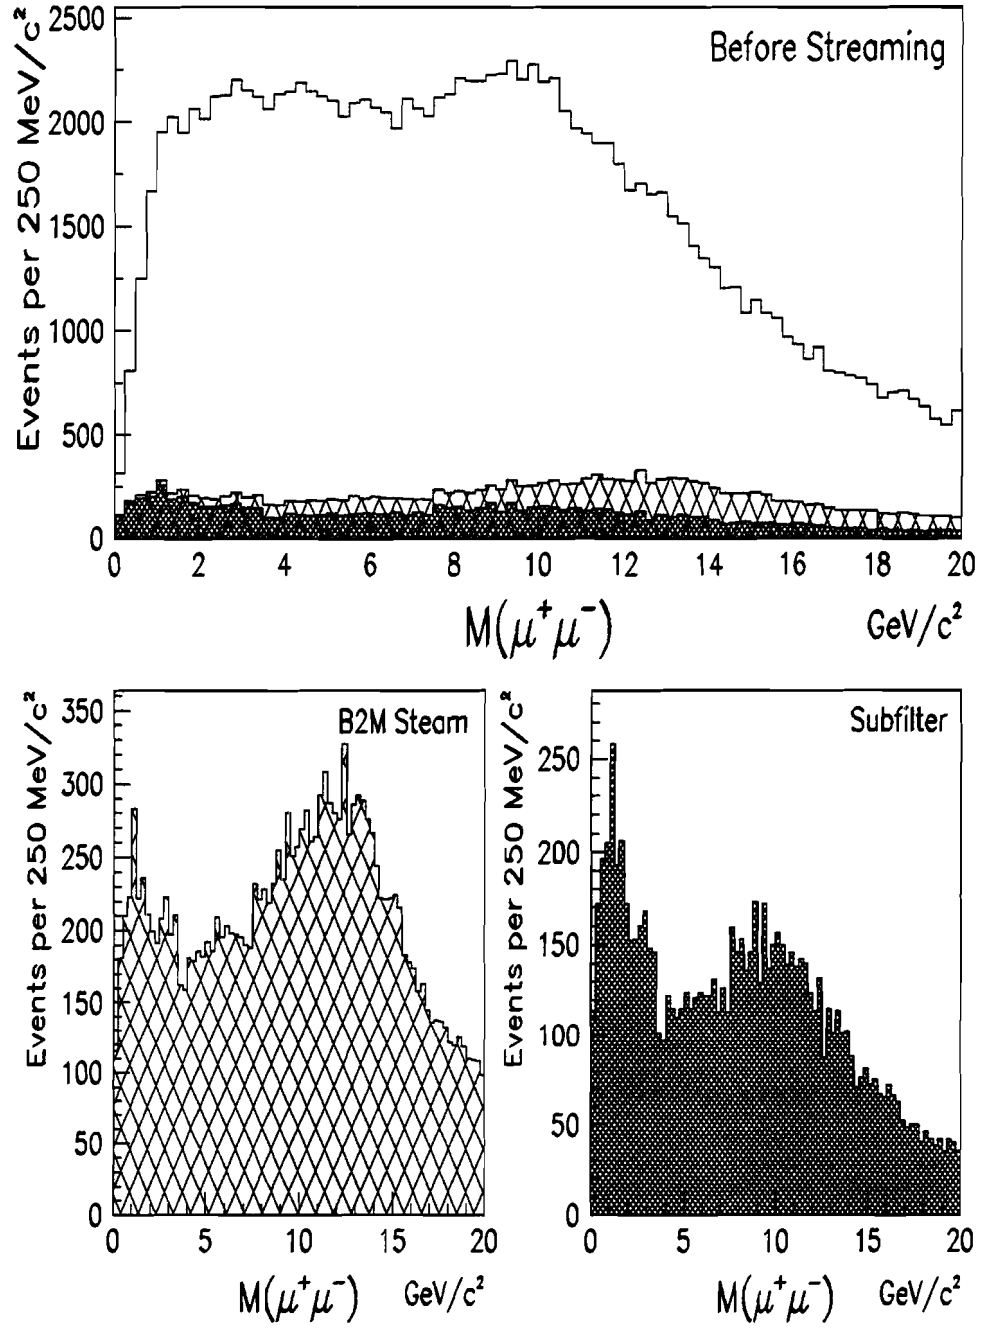 Before Streaming
Events per 250 MeV/c²
2500
2000
1500
1000
500
0
0 2 4 6 8 10 12 14 16 18 20
M(μ⁺μ⁻) GeV/c²
B2M Steam
Events per 250 MeV/c²
350
300
250
200
150
100
50
0
0 5 10 15 20
M(μ⁺μ⁻) GeV/c²
Subfilter
Events per 250 MeV/c²
250
200
150
100
50
0
0 5 10 15 20
M(μ⁺μ⁻) GeV/c²